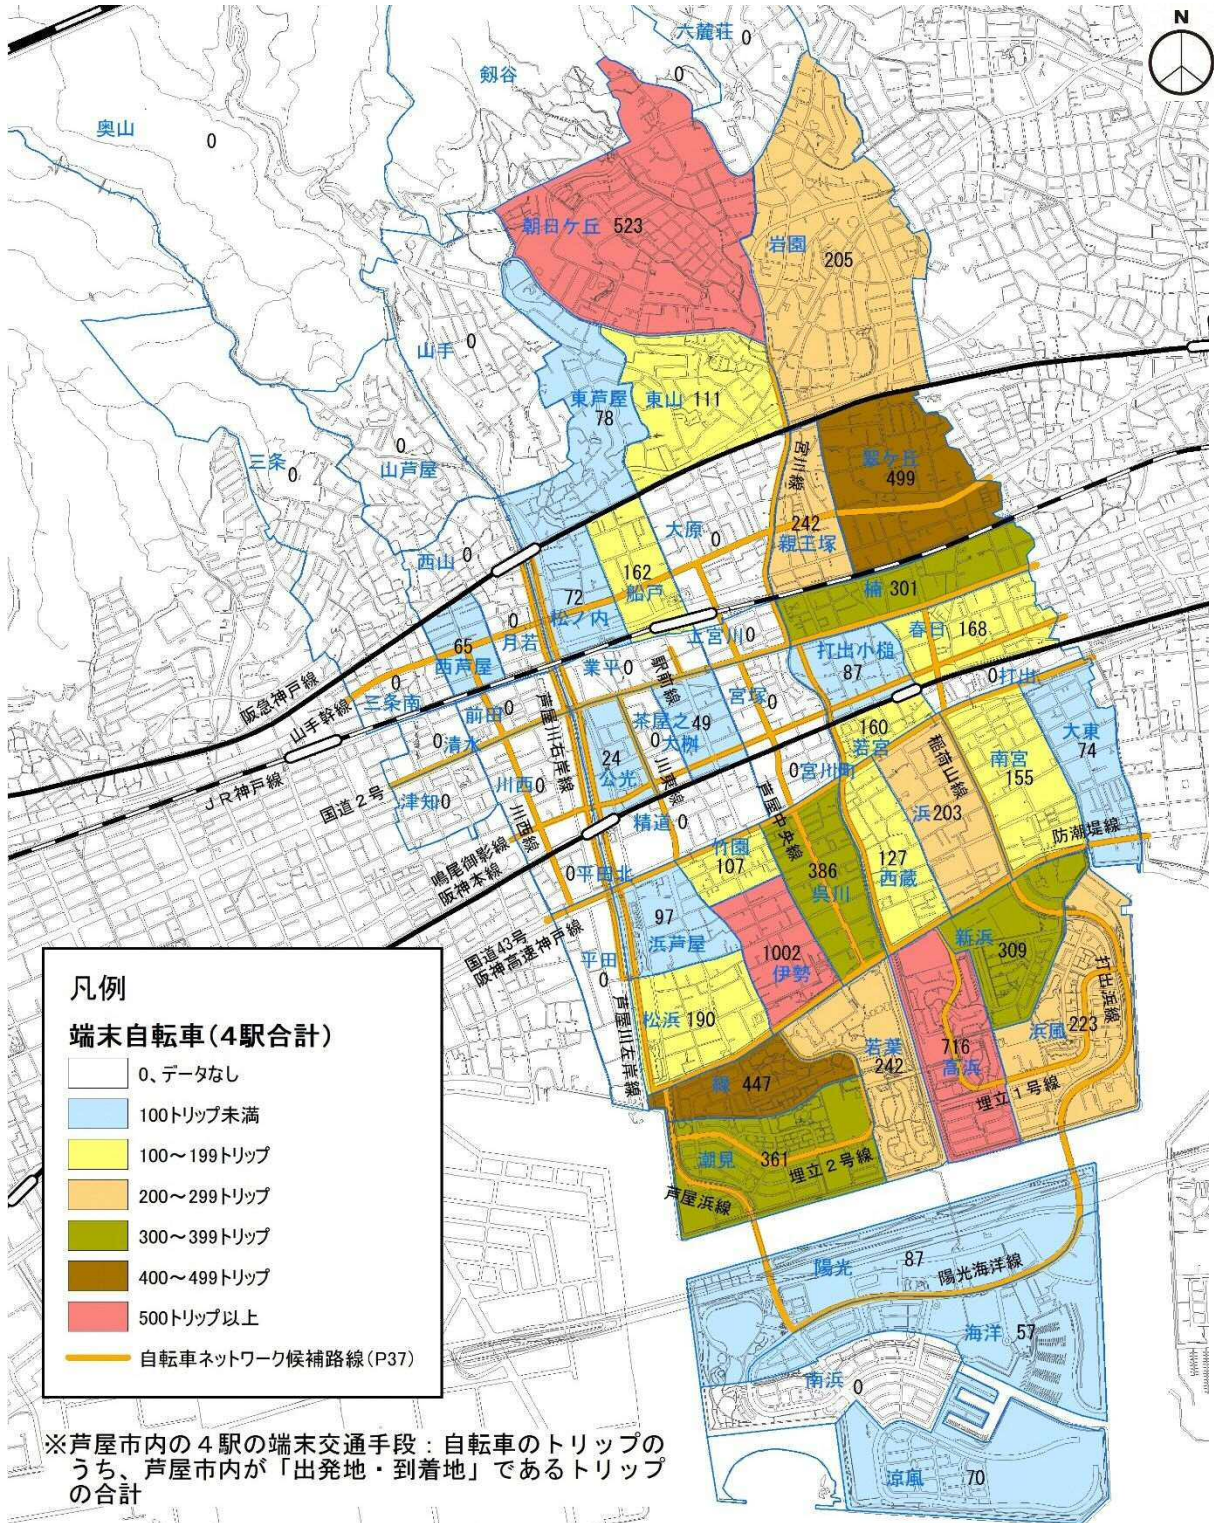 N
六麓荘 0
0
剱谷
奥山
0
朝日ケ丘 523
岩園
205
山手 0
東芦屋
78
東山 111
三条 0
0
山芦屋
宮川線
翠ケ丘
499
大原
0
242
親王塚
西山 0
162
船戸
72
松ノ内
0
月若
楠 301
春日 168
上宮川 0
打出小槌
87
65
西芦屋
業平 0
駅前線
宮塚
0
0 打出
0
三条南
阪急神戸線
山手幹線
前田 0
茶屋之 49
大桝
0
芦屋川右岸線
0
清水
160
若宮
大東
74
稲荷山線
南宮
155
24
公光
川東線
0 宮川町
JR神戸線
国道2号
津知 0
川西 0
浜 203
芦屋中央線
精道 0
防潮堤線
川西線
鳴尾御影線
阪神本線
竹園
107
0 平田北
386
呉川
127
西蔵
97
浜芦屋
1002
伊勢
新浜
309
国道43号
阪神高速神戸線
平田
0
打出浜線
松浜 190
芦屋川左岸線
若葉
242
716
高浜
浜風 223
緑 447
埋立1号線
潮見 361
埋立2号線
芦屋浜線
陽光 87
陽光海洋線
海洋 57
南浜 0
涼風 70
凡例
端末自転車(4駅合計)
0、データなし
100トリップ未満
100～199トリップ
200～299トリップ
300～399トリップ
400～499トリップ
500トリップ以上
自転車ネットワーク候補路線(P37)
※芦屋市内の4駅の端末交通手段：自転車のトリップの
うち、芦屋市内が「出発地・到着地」であるトリップ
の合計